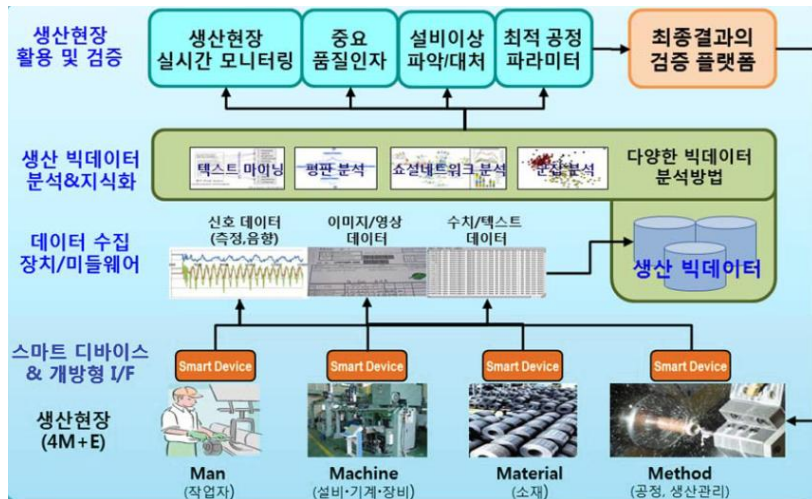 생산현장
활용 및 검증
생산현장
실시간 모니터링
중요
품질인자
설비이상
파악/대처
최적 공정
파라미터
최종결과의
검증 플랫폼
생산 빅데이터
분석&지식화
텍스트 마이닝
평판 분석
쇼설네트워크 분석
군집 분석
다양한 빅데이터
분석방법
데이터 수집
장치/미들웨어
신호 데이터
(측정,음향)
이미지/영상
데이터
수치/텍스트
데이터
생산 빅데이터
스마트 디바이스
& 개방형 I/F
Smart Device
Smart Device
Smart Device
Smart Device
생산현장
(4M+E)
Man
(작업자)
Machine
(설비·기계·장비)
Material
(소재)
Method
(공정, 생산관리)